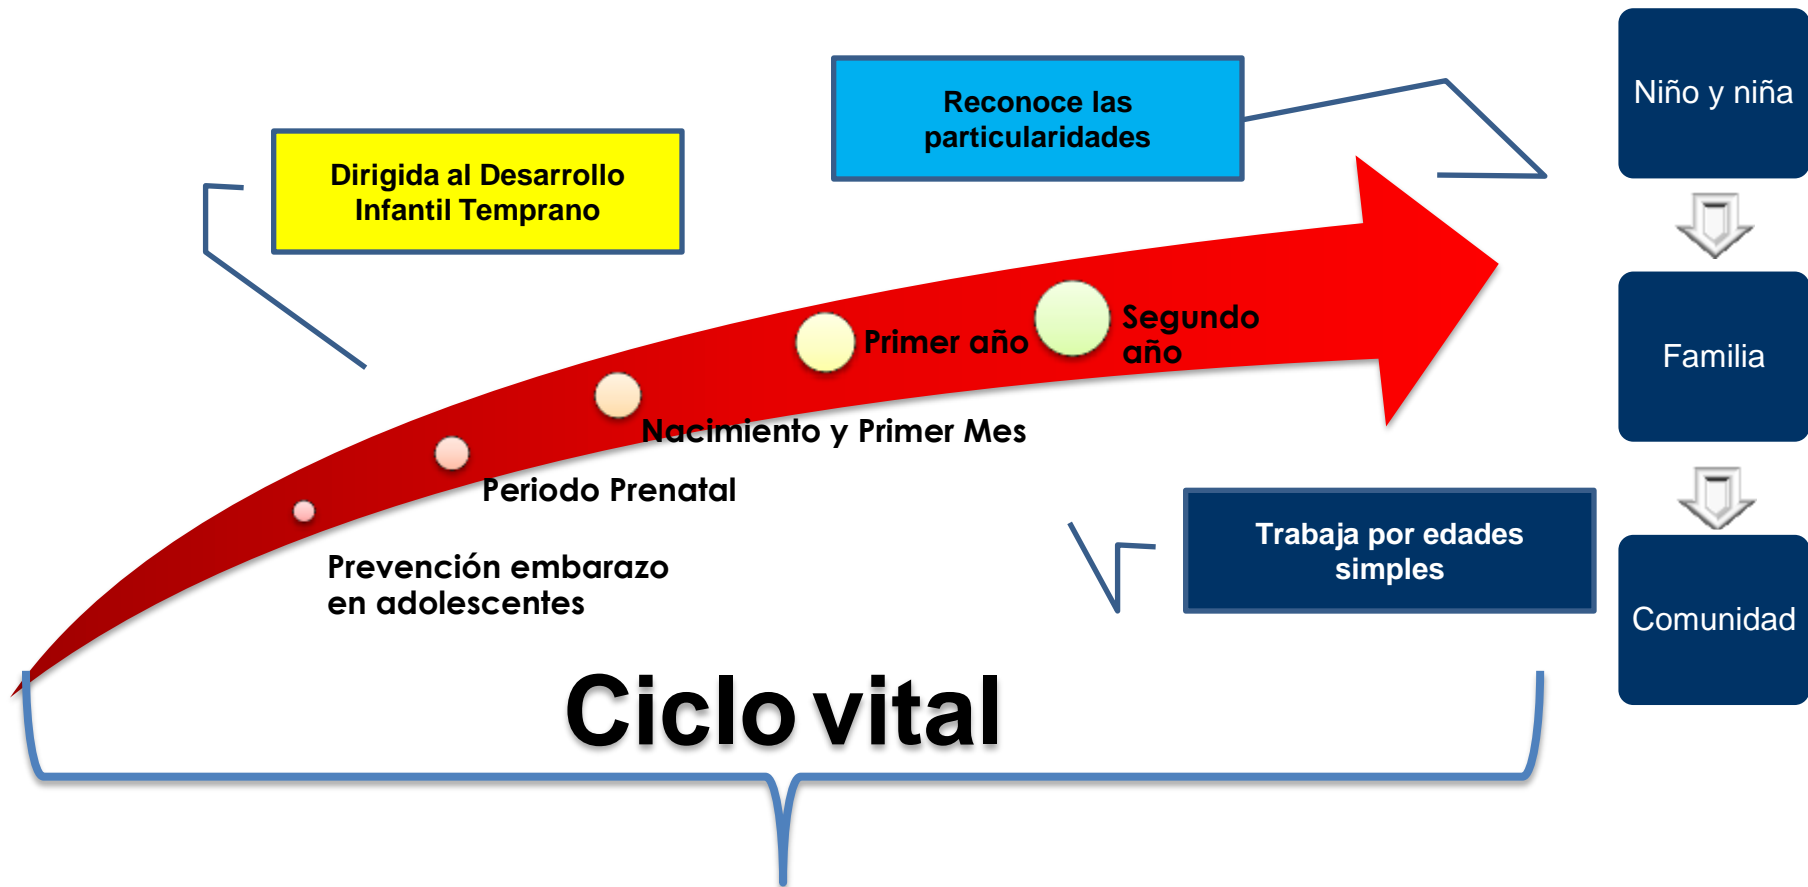 Niño y niña
Reconoce las
particularidades
Dirigida al Desarrollo
Infantil Temprano
Segundo
año
Primer año
Familia
Nacimiento y Primer Mes
Periodo Prenatal
Trabaja por edades
simples
Prevención embarazo
en adolescentes
Comunidad
Ciclo vital